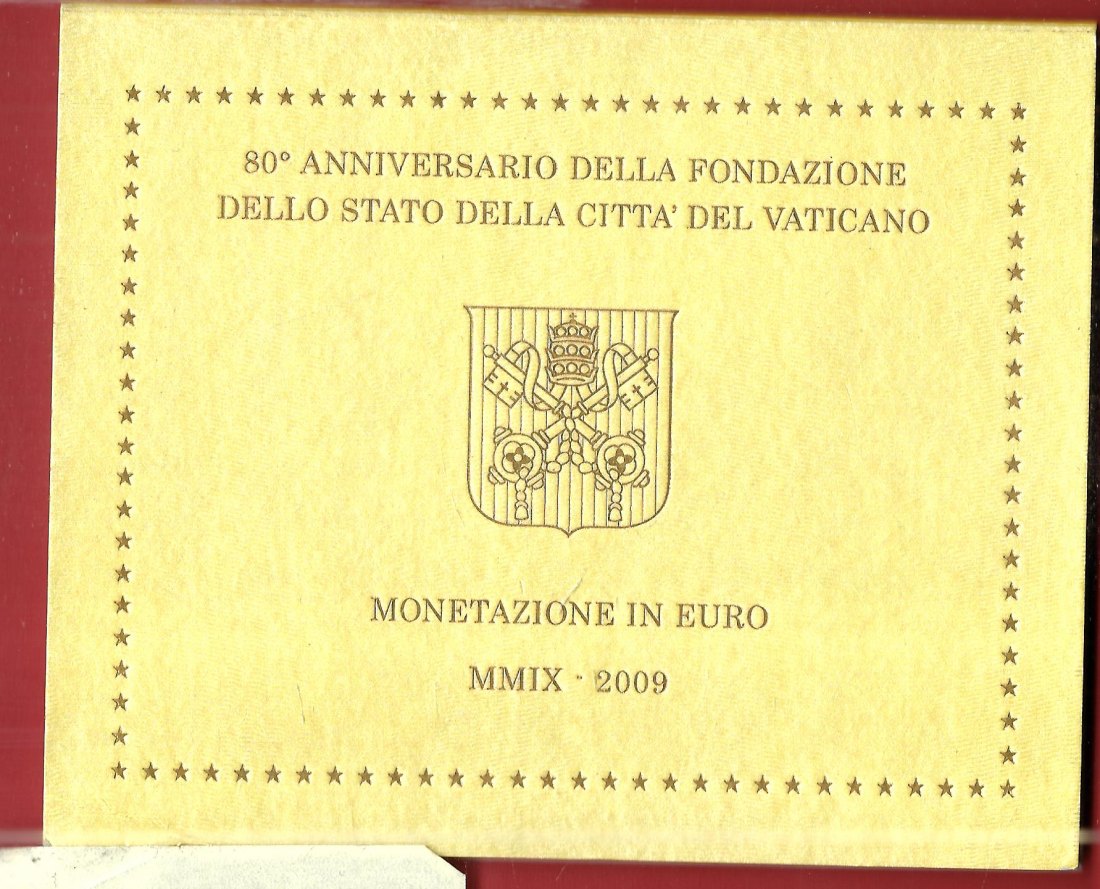 80° ANNIVERSARIO DELLA FONDAZIONE
DELLO STATO DELLA CITTA' DEL VATICANO
MONETAZIONE IN EURO
MMIX · 2009